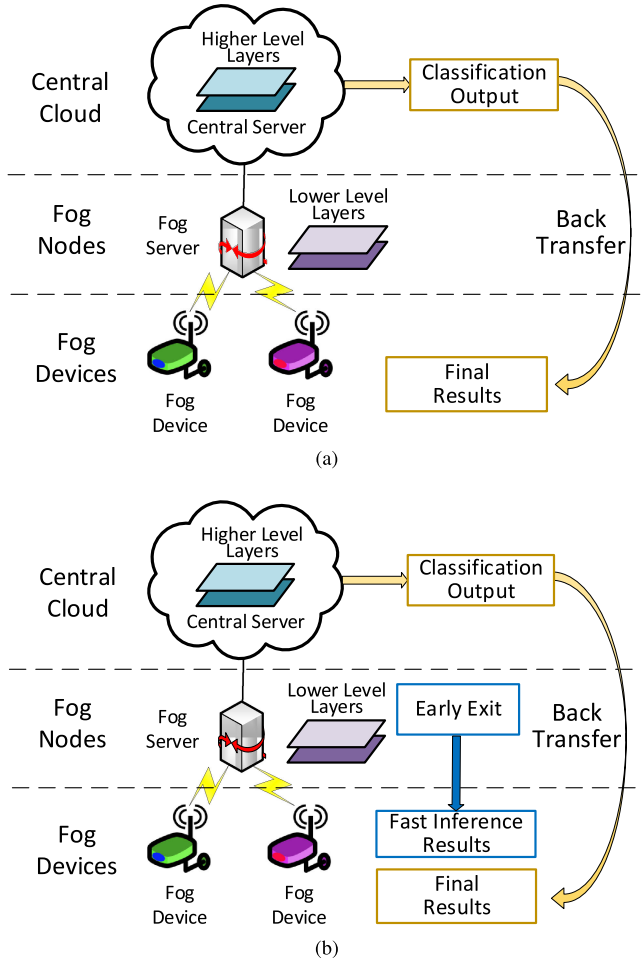 Higher Level
Layers
Central Server
Central
Cloud
Classification
Output
Fog
Nodes
Fog
Server
Lower Level
Layers
Back
Transfer
Fog
Devices
Fog
Device
Fog
Device
Final
Results
(a)
Higher Level
Layers
Central Server
Central
Cloud
Classification
Output
Fog
Nodes
Fog
Server
Lower Level
Layers
Early Exit
Back
Transfer
Fog
Devices
Fog
Device
Fog
Device
Fast Inference
Results
Final
Results
(b)